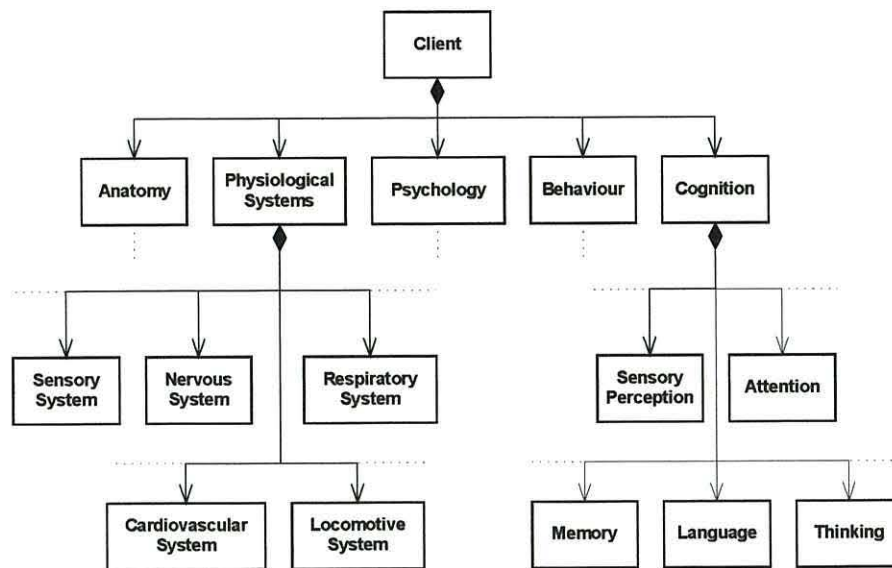 Client
Anatomy
Physiological
Systems
Psychology
Behaviour
Cognition
Sensory
System
Nervous
System
Respiratory
System
Sensory
Perception
Attention
Cardiovascular
System
Locomotive
System
Memory
Language
Thinking